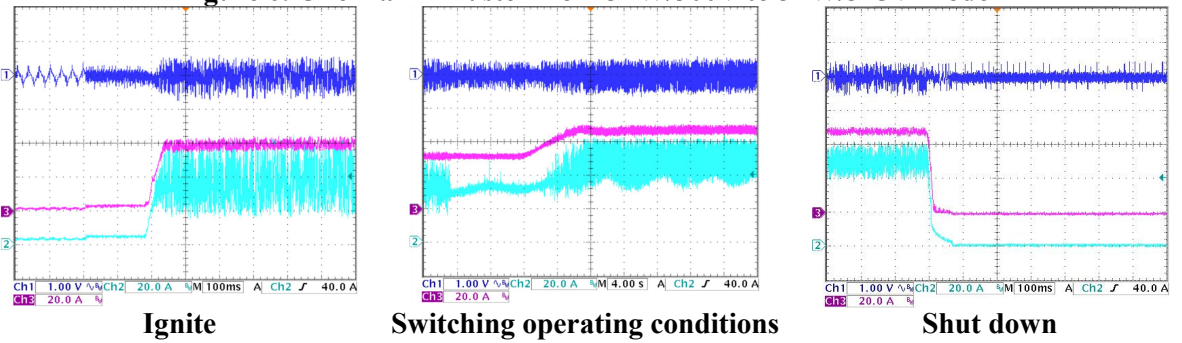 1
3
2
Ch1 1.00 V Ch2 20.0 A M 100ms A Ch2 40.0 A
Ch3 20.0 A
Ignite
1
3
2
Ch1 1.00 V Ch2 20.0 A M 4.00 s A Ch2 40.0 A
Ch3 20.0 A
Switching operating conditions
1
3
2
Ch1 1.00 V Ch2 20.0 A M 100ms A Ch2 40.0 A
Ch3 20.0 A
Shut down